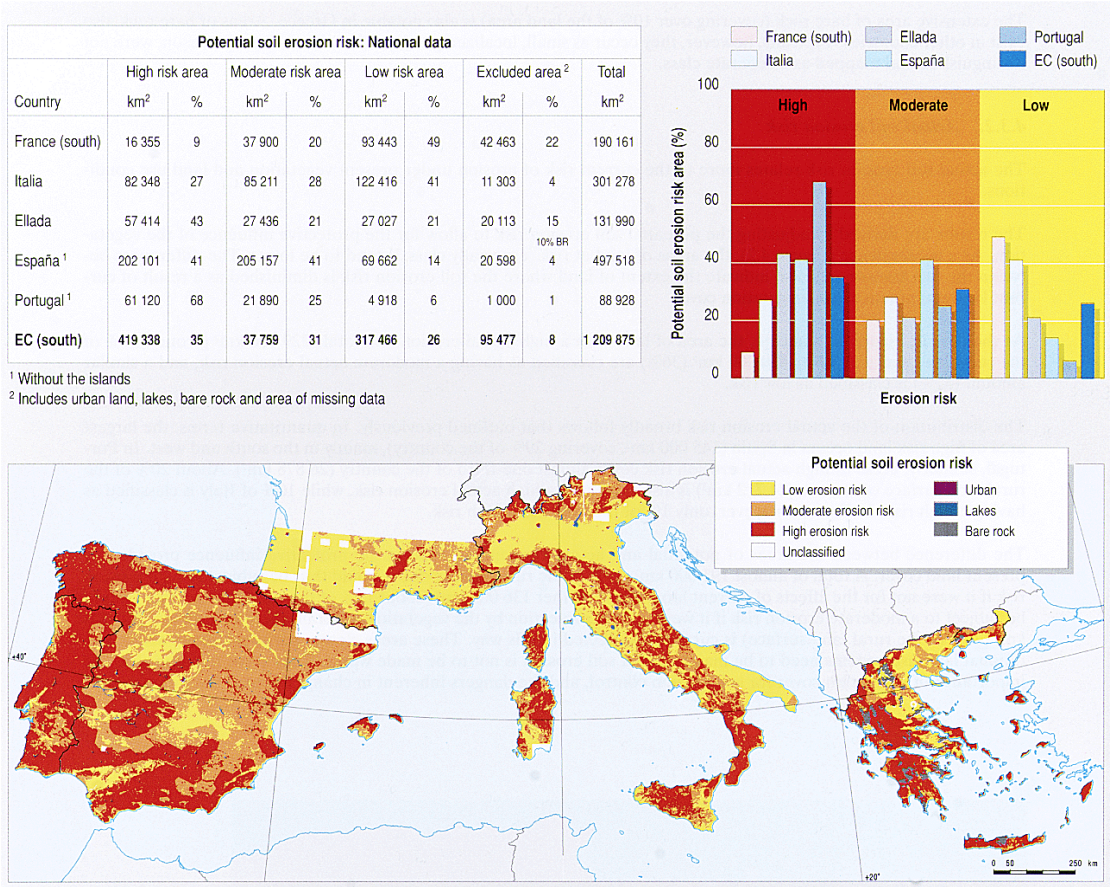 Potential soil erosion risk: National data
High risk area Moderate risk area Low risk area Excluded area 2 Total
Country km2 % km2 % km2 % km2 % km2
France (south) 16 355 9 37 900 20 93 443 49 42 463 22 190 161
Italia 82 348 27 85 211 28 122 416 41 11 303 4 301 278
Ellada 57 414 43 27 436 21 27 027 21 20 113 15 131 990
10% BR
España 1 202 101 41 205 157 41 69 662 14 20 598 4 497 518
Portugal 1 61 120 68 21 890 25 4 918 6 1 000 1 88 928
EC (south) 419 338 35 37 759 31 317 466 26 95 477 8 1 209 875
1 Without the islands
2 Includes urban land, lakes, bare rock and area of missing data
France (south) Ellada Portugal
Italia España EC (south)
Potential soil erosion risk area (%)
100
80
60
40
20
0
High Moderate Low
Erosion risk
Potential soil erosion risk
Low erosion risk Urban
Moderate erosion risk Lakes
High erosion risk Bare rock
Unclassified
+40°
+20°
0 50 250 km